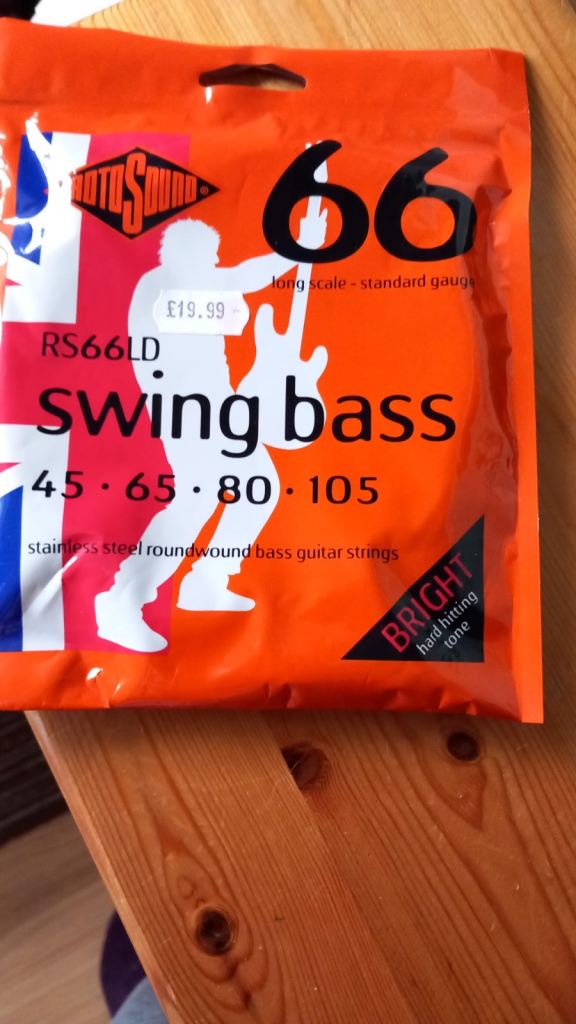 ROTOSOUND®
66
long scale - standard gauge
£19.99
RS66LD
swing bass
45 · 65 · 80 · 105
stainless steel roundwound bass guitar strings
BRIGHT
hard hitting
tone